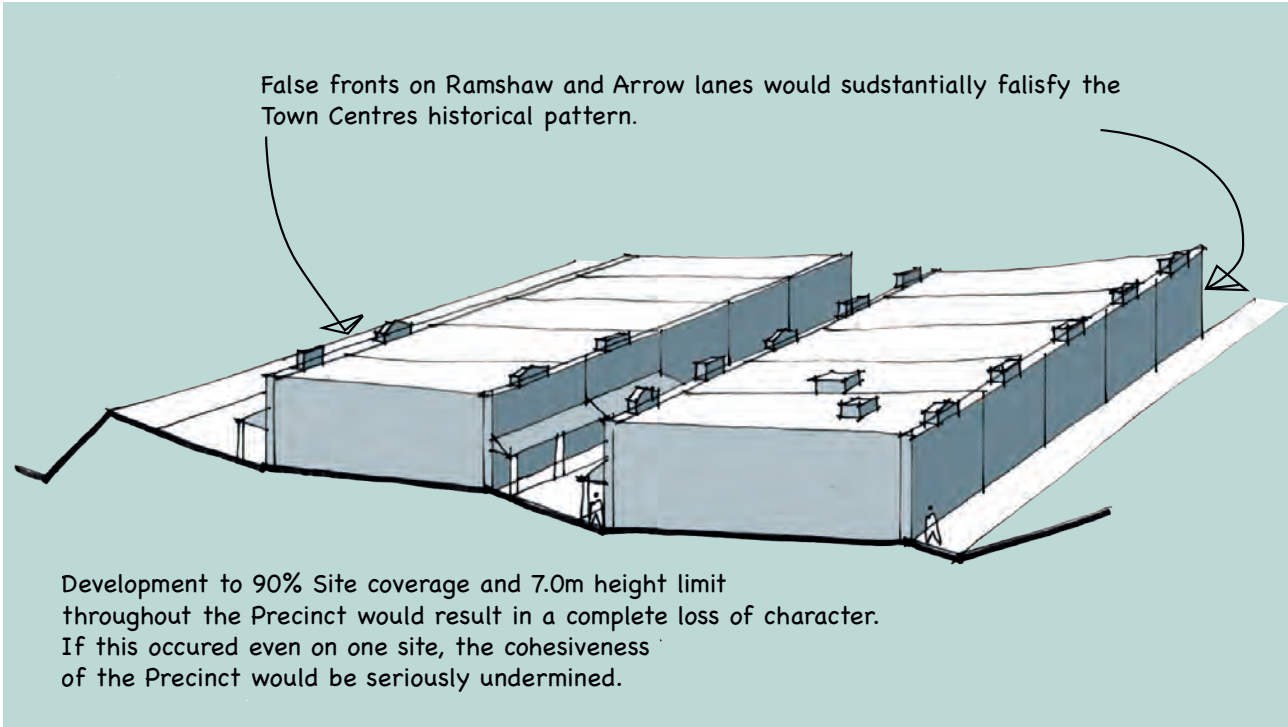 False fronts on Ramshaw and Arrow lanes would sudstantially falisfy the
Town Centres historical pattern.
Development to 90% Site coverage and 7.0m height limit
throughout the Precinct would result in a complete loss of character.
If this occured even on one site, the cohesiveness
of the Precinct would be seriously undermined.